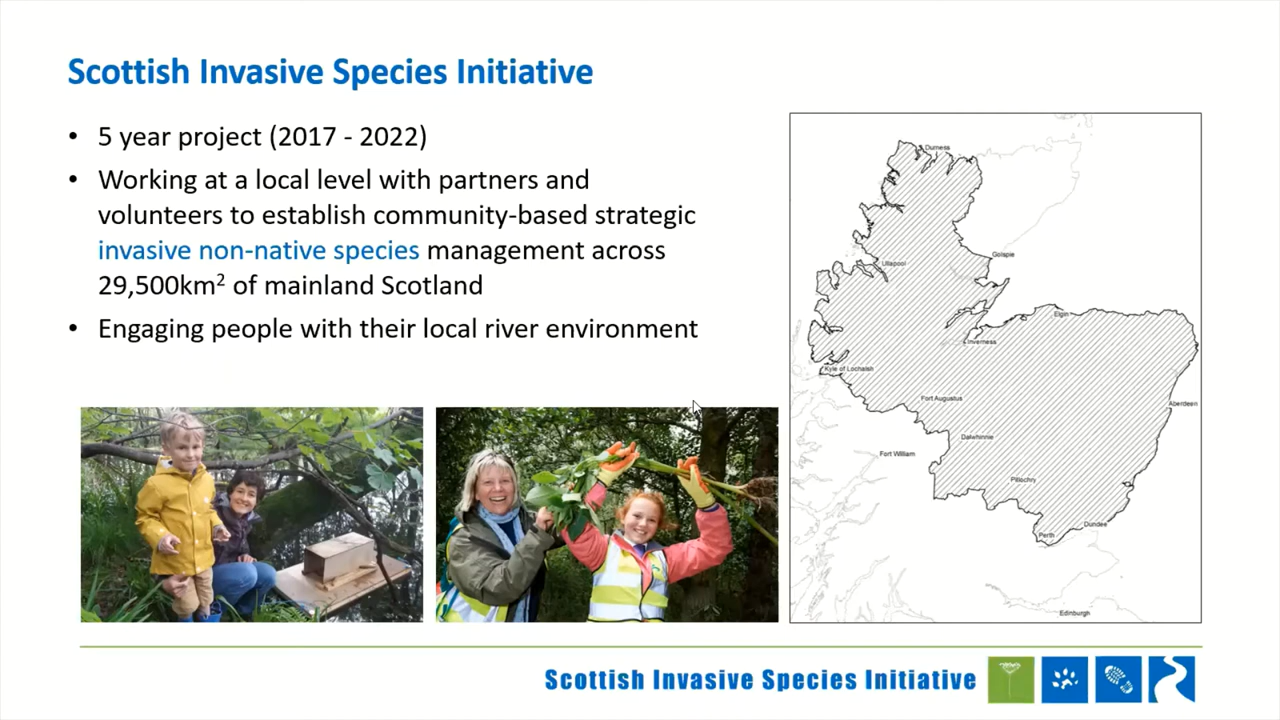 Scottish Invasive Species Initiative
• 5 year project (2017 - 2022)
• Working at a local level with partners and
volunteers to establish community-based strategic
invasive non-native species management across
29,500km² of mainland Scotland
• Engaging people with their local river environment
Durness
Golspie
Ullapool
Elgin
Inverness
Kyle of Lochalsh
Fort Augustus
Aberdeen
Dalwhinnie
Fort William
Pitlochry
Dundee
Perth
Edinburgh
Scottish Invasive Species Initiative